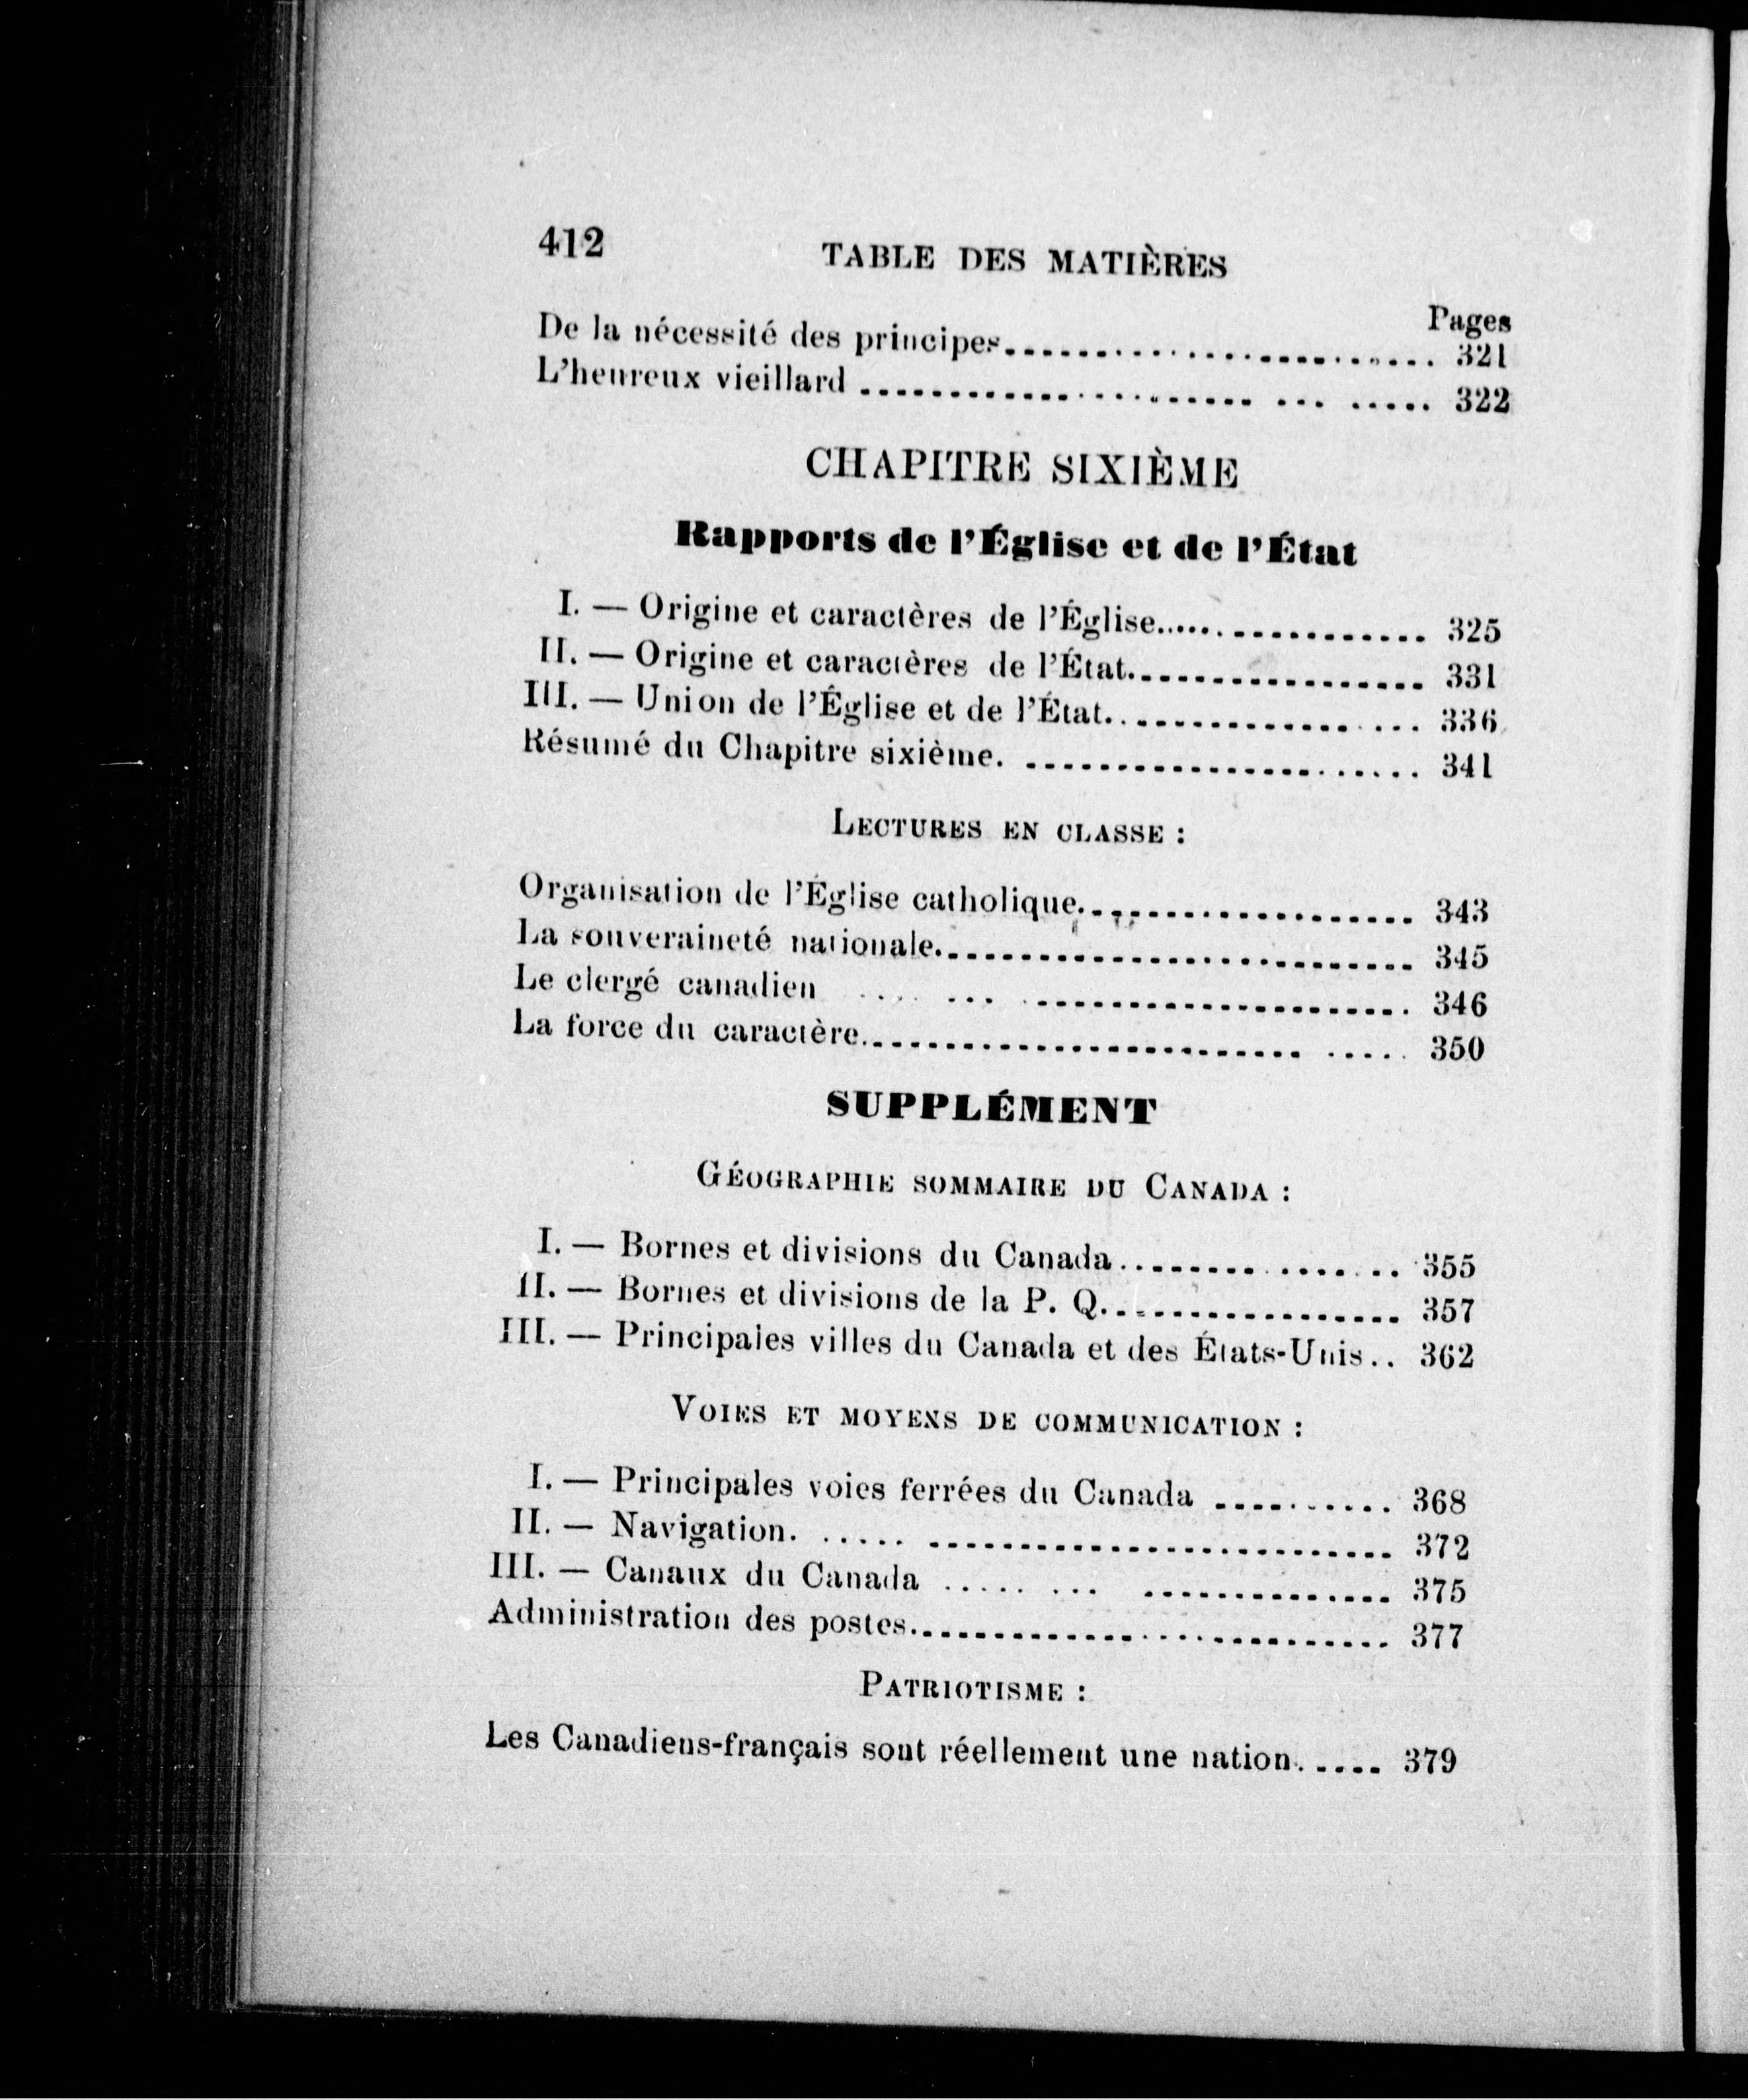 412 TABLE DES MATIÈRES
Pages
De la nécessité des principes........................ 321
L'heureux vieillard ........................ ... ..... 322
CHAPITRE SIXIÈME
Rapports de l'Église et de l'État
I. — Origine et caractères de l'Église................. 325
II. — Origine et caractères de l'État................. 331
III. — Union de l'Église et de l'État................. 336
Résumé du Chapitre sixième. ...................... 341
LECTURES EN CLASSE :
Organisation de l'Église catholique................... 343
La souveraineté nationale........................... 345
Le clergé canadien .... ... ..................... 346
La force du caractère......................... ..... 350
SUPPLÉMENT
GÉOGRAPHIE SOMMAIRE DU CANADA :
I. — Bornes et divisions du Canada......... ....... 355
II. — Bornes et divisions de la P. Q................. 357
III. — Principales villes du Canada et des États-Unis.. 362
VOIES ET MOYENS DE COMMUNICATION :
I. — Principales voies ferrées du Canada .......... 368
II. — Navigation. ..... .......................... 372
III. — Canaux du Canada ..... ... .............. 375
Administration des postes........................... 377
PATRIOTISME :
Les Canadiens-français sont réellement une nation..... 379